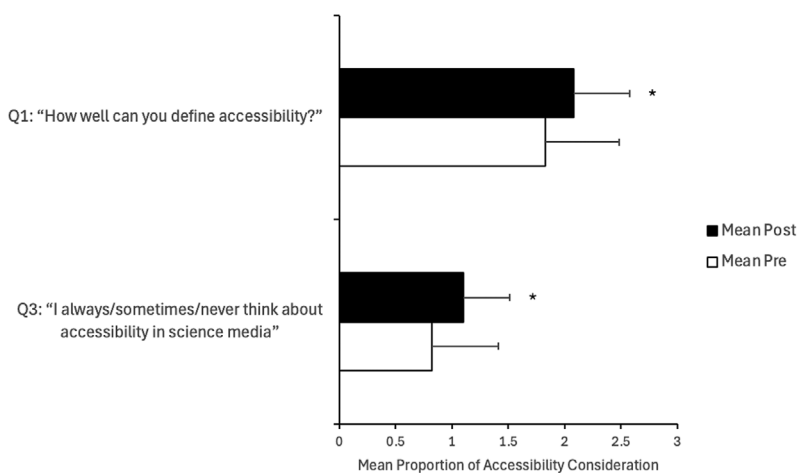 Q1: “How well can you define accessibility?”
*
Q3: “I always/sometimes/never think about
accessibility in science media”
*
Mean Post
Mean Pre
0 0.5 1 1.5 2 2.5 3
Mean Proportion of Accessibility Consideration